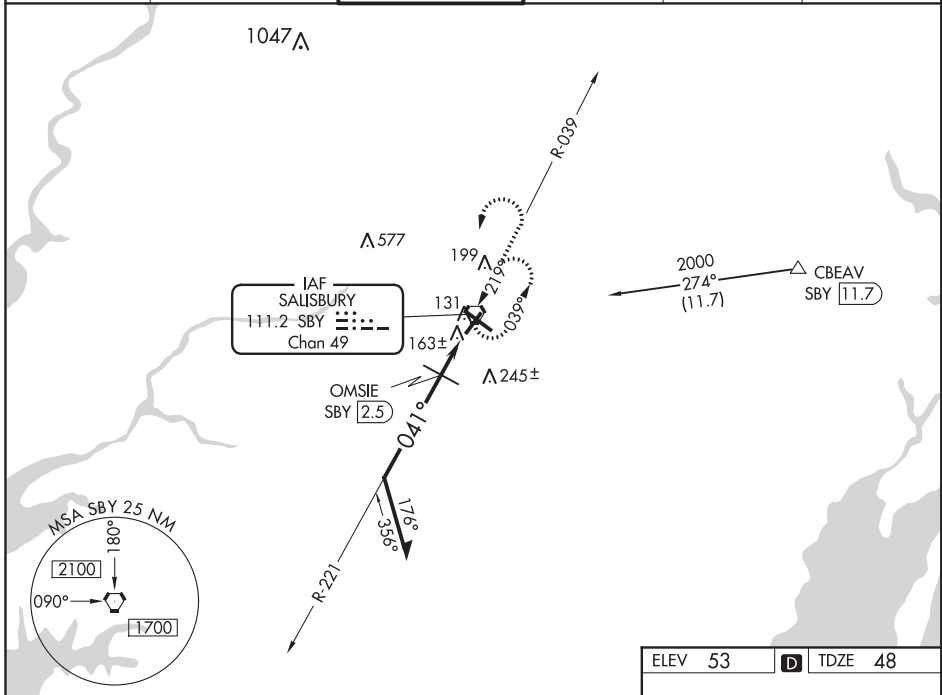 1047
R-039
577
199
219°
039°
2000
274°
(11.7)
CBEAV
SBY 11.7
IAF
SALISBURY
111.2 SBY
Chan 49
131
163±
245±
OMSIE
SBY 2.5
041°
176°
356°
R-221
MSA SBY 25 NM
180°
2100
090°
1700
ELEV 53 D TDZE 48